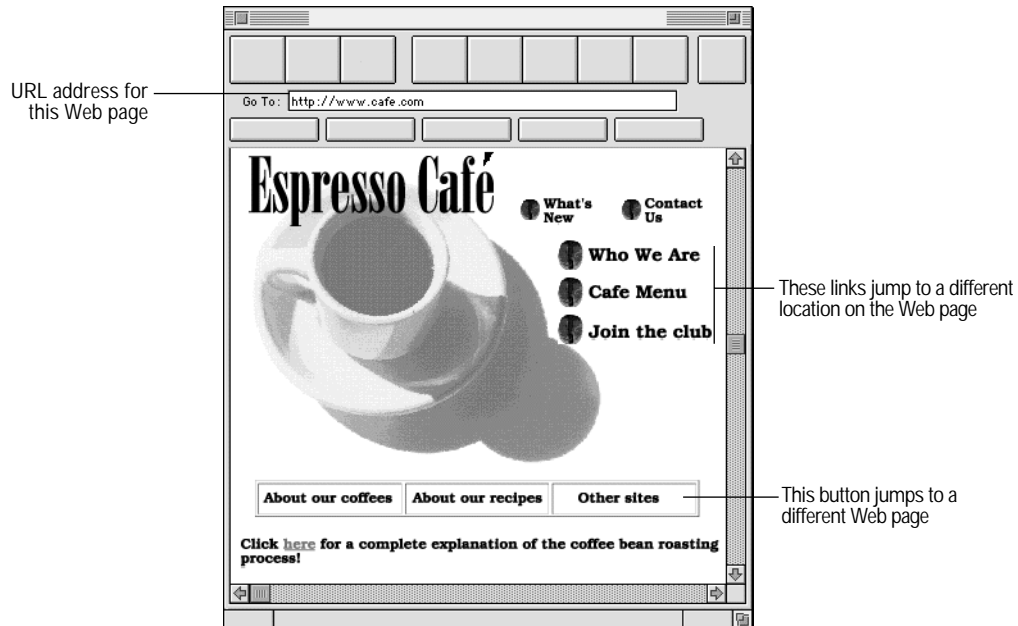 URL address for
this Web page
Go To: http://www.cafe.com
Espresso Café
What's
New
Contact
Us
Who We Are
Cafe Menu
Join the club
These links jump to a different
location on the Web page
About our coffees
About our recipes
Other sites
This button jumps to a
different Web page
Click here for a complete explanation of the coffee bean roasting
process!